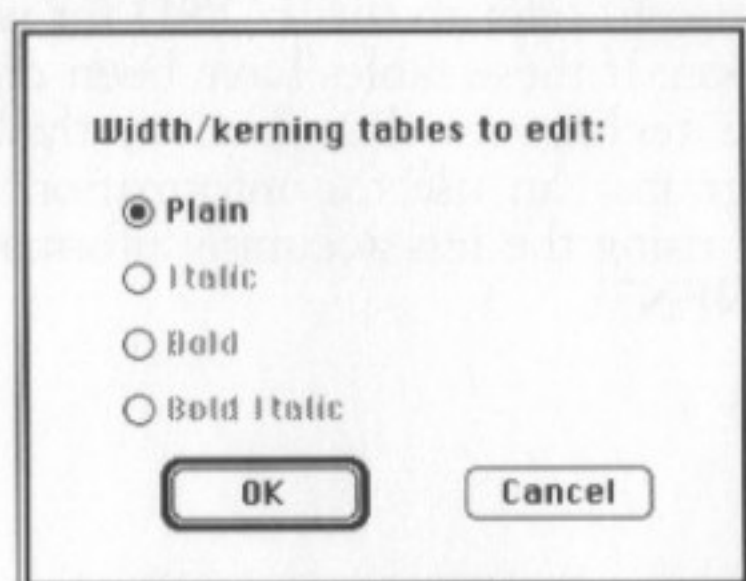 Width/kerning tables to edit:
Plain
Italic
Bold
Bold Italic
OK Cancel